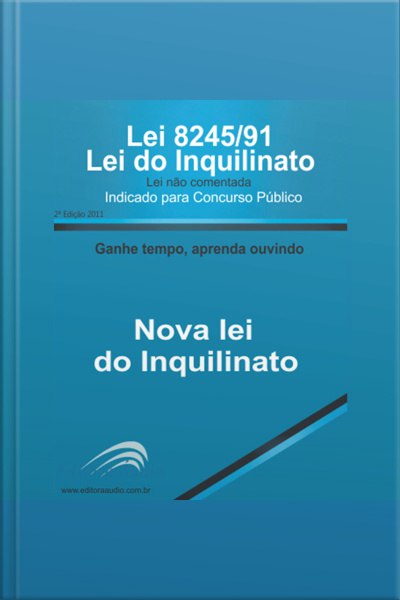 Lei 8245/91
Lei do Inquilinato
Lei não comentada
Indicado para Concurso Público
2ª Edição 2011
Ganhe tempo, aprenda ouvindo
Nova lei
do Inquilinato
www.editoraaudio.com.br